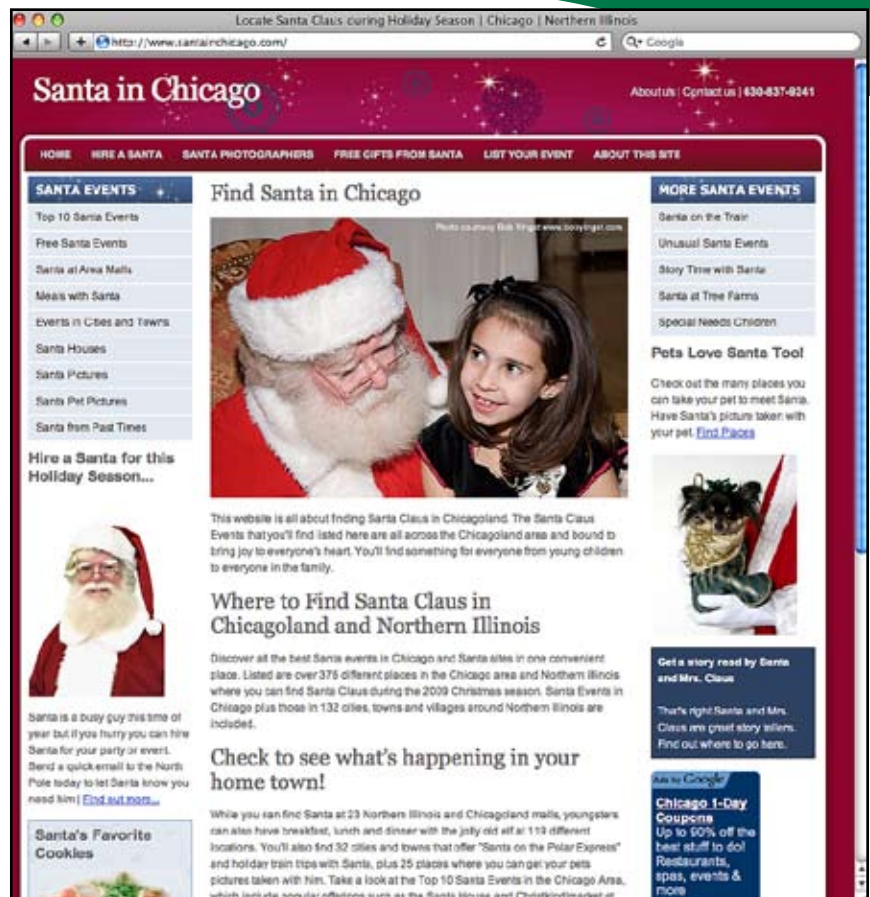 Locate Santa Claus during Holiday Season | Chicago | Northern Illinois
http://www.santainchicago.com/
Google
Santa in Chicago
About us | Contact us | 630-837-9241
HOME HIRE A SANTA SANTA PHOTOGRAPHERS FREE GIFTS FROM SANTA LIST YOUR EVENT ABOUT THIS SITE
SANTA EVENTS
Top 10 Santa Events
Free Santa Events
Santa at Area Malls
Meals with Santa
Events in Cities and Towns
Santa Houses
Santa Pictures
Santa Pet Pictures
Santa from Past Times
Hire a Santa for this
Holiday Season...
Santa is a busy guy this time of
year but if you hurry you can hire
Santa for your party or event.
Send a quick email to the North
Pole today to let Santa know you
need him | Find out more...
Santa's Favorite
Cookies
Find Santa in Chicago
Photo courtesy Bob
This website is all about finding Santa Claus in Chicagoland. The Santa Claus
Events that you'll find listed here are all across the Chicagoland area and bound to
bring joy to everyone's heart. You'll find something for everyone from young children
to everyone in the family.
Where to Find Santa Claus in
Chicagoland and Northern Illinois
Discover all the best Santa events in Chicago and Santa sites in one convenient
place. Listed are over 375 different places in the Chicago area and Northern Illinois
where you can find Santa Claus during the 2009 Christmas season. Santa Events in
Chicago plus those in 132 cities, towns and villages around Northern Illinois are
included.
Check to see what's happening in your
home town!
While you can find Santa at 23 Northern Illinois and Chicagoland malls, youngsters
can also have breakfast, lunch and dinner with the jolly old elf at 119 different
locations. You'll also find 32 cities and towns that offer "Santa on the Polar Express"
and holiday train trips with Santa, plus 25 places where you can get your pets
pictures taken with him. Take a look at the Top 10 Santa Events in the Chicago Area,
which include popular offerings such as the Santa House and Christkindlmarket at
MORE SANTA EVENTS
Santa on the Train
Unusual Santa Events
Story Time with Santa
Santa at Tree Farms
Special Needs Children
Pets Love Santa Too!
Check out the many places you
can take your pet to meet Santa.
Have Santa's picture taken with
your pet. Find Places
Get a story read by Santa
and Mrs. Claus
That's right Santa and Mrs.
Claus are great story tellers.
Find out where to go here.
Ads by Google
Chicago 1-Day
Coupons
Up to 90% off the
best stuff to do!
Restaurants,
spas, events &
more